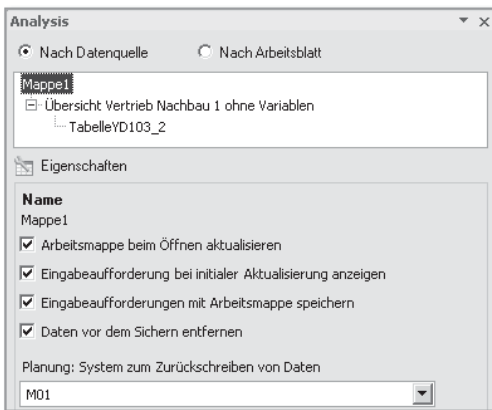 Analysis
Nach Datenquelle Nach Arbeitsblatt
Mappe1
Übersicht Vertrieb Nachbau 1 ohne Variablen
TabelleYD103_2
Eigenschaften
Name
Mappe1
Arbeitsmappe beim Öffnen aktualisieren
Eingabeaufforderung bei initialer Aktualisierung anzeigen
Eingabeaufforderungen mit Arbeitsmappe speichern
Daten vor dem Sichern entfernen
Planung: System zum Zurückschreiben von Daten
M01